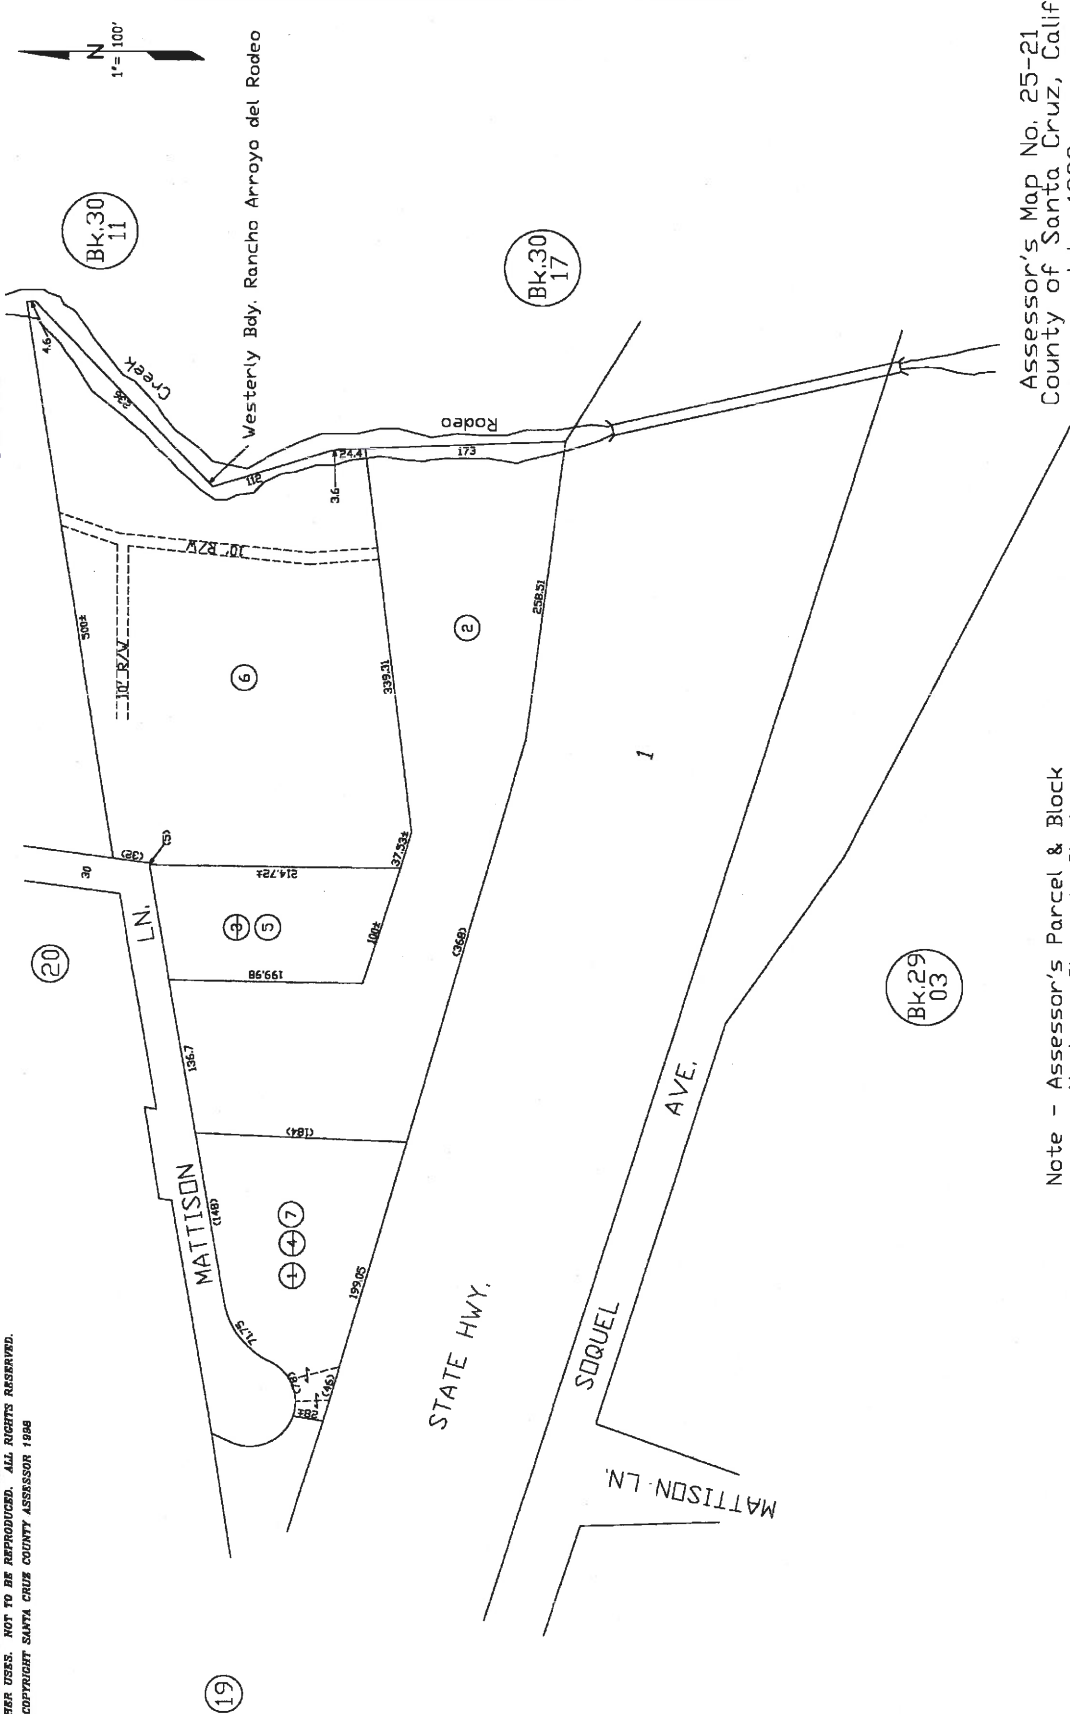 HER USES. NOT TO BE REPRODUCED. ALL RIGHTS RESERVED.
COPYRIGHT SANTA CRUZ COUNTY ASSESSOR 1998
N
1"= 100'
Bk.30
11
Westerly Bdy. Rancho Arroyo del Rodeo
Bk.30
17
20
19
Bk.29
03
4.6
236
Creek
112
3.6
24.41
173
Rodeo
500±
10' R/W
10' R/W
6
339.31
37.53±
2
258.51
30
(32)
(5)
214.72±
3
5
100±
199.98
LN.
136.7
MATTISON
(148)
(184)
(368)
1
4
7
71.75
199.05
(78)
(46)
STATE HWY.
1
SOQUEL
AVE.
MATTISON LN.
Note - Assessor's Parcel & Block
Assessor's Map No. 25-21
County of Santa Cruz, Calif